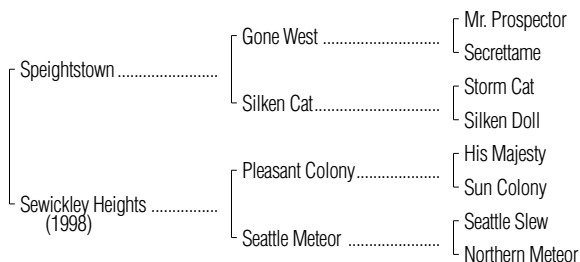 Mr. Prospector
Gone West ..............................
Secrettame
Speightstown .........................
Storm Cat
Silken Cat................................
Silken Doll
His Majesty
Pleasant Colony.....................
Sun Colony
Sewickley Heights .................
(1998)
Seattle Slew
Seattle Meteor .......................
Northern Meteor